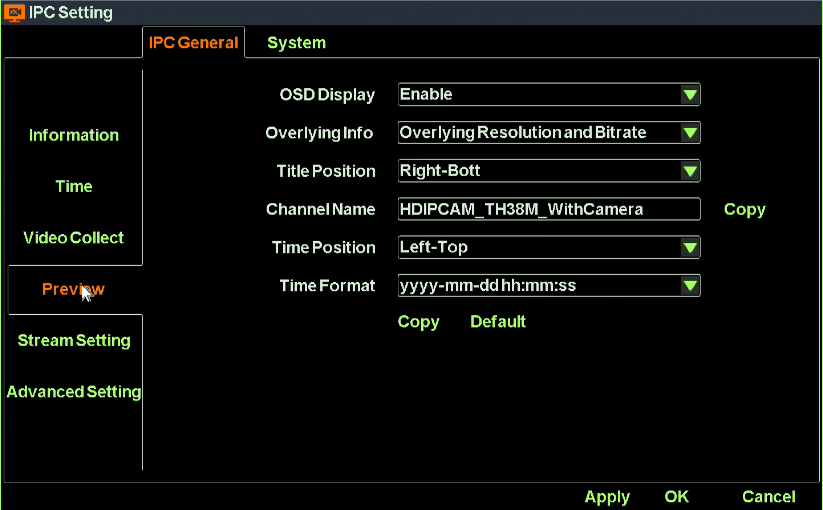 IPC Setting
IPC General System
OSD Display Enable
Information
Overlying Info Overlying Resolution and Bitrate
Title Position Right-Bott
Time
Channel Name HDIPCAM_TH38M_WithCamera Copy
Video Collect
Time Position Left-Top
Preview
Time Format yyyy-mm-dd hh:mm:ss
Copy Default
Stream Setting
Advanced Setting
Apply OK Cancel